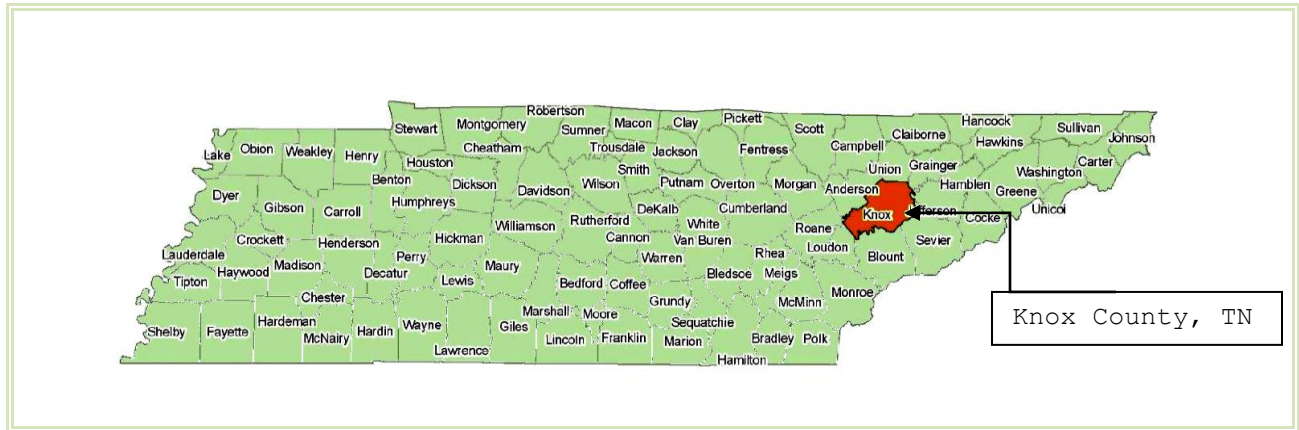 Robertson
Stewart Montgomery Sumner Macon Clay Pickett Scott Claiborne Hancock Hawkins Sullivan Johnson
Lake Obion Weakley Henry Houston Cheatham Trousdale Jackson Fentress Campbell Union Grainger Washington Carter
Benton Dickson Davidson Wilson Smith Putnam Overton Morgan Anderson Hamblen Greene Unicoi
Dyer Gibson Carroll Humphreys Williamson Rutherford DeKalb White Cumberland Roane Knox Jefferson Cocke
Crockett Henderson Hickman Cannon Van Buren Rhea Loudon Blount Sevier
Lauderdale Haywood Madison Decatur Perry Lewis Maury Warren Bledsoe Meigs Monroe
Tipton Chester Bedford Coffee Grundy McMinn
Shelby Fayette Hardeman McNairy Hardin Wayne Lawrence Giles Marshall Moore Lincoln Franklin Sequatchie Marion Hamilton Bradley Polk
Knox County, TN